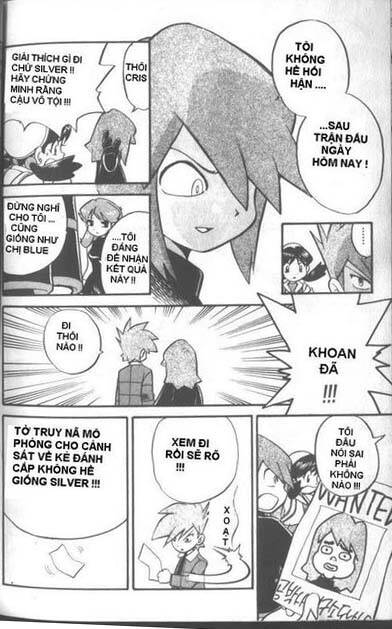 TÔI
KHÔNG
HỀ HỐI
HẬN ....
...SAU
TRẬN ĐẤU
NGÀY
HÔM NAY !
THÔI
CRIS
GIẢI THÍCH GÌ ĐI
CHỨ SILVER !!
HÃY CHỨNG
MINH RẰNG
CẬU VÔ TỘI !!!
........
....TÔI
ĐÁNG
ĐỂ NHẬN
KẾT QUẢ
NÀY !!
ĐỪNG NGHĨ
CHO TÔI ...
CŨNG
GIỐNG NHƯ
CHỊ BLUE
KHOAN
ĐÃ
!!!
ĐI
THÔI
NÀO !!
TÔI
ĐÂU
NÓI SAI
PHẢI
KHÔNG
NÀO !!!
WANTE
XEM ĐI
RỒI SẼ RÕ
!!!
XOẠT
TỜ TRUY NÃ MÔ
PHỎNG CHO CẢNH
SÁT VỀ KẺ ĐÁNH
CẮP KHÔNG HỀ
GIỐNG SILVER !!!